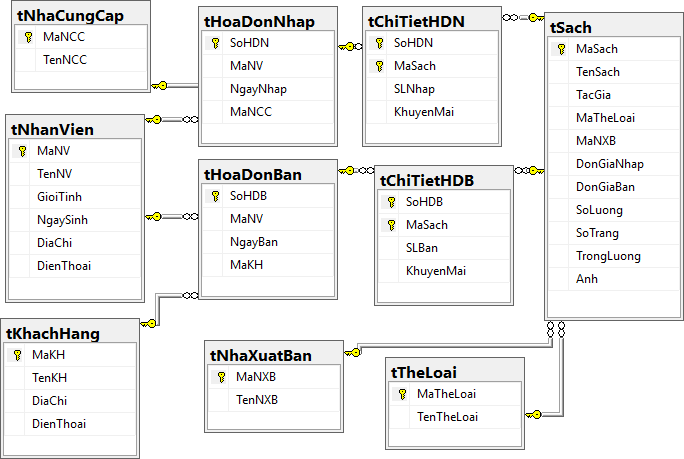 tNhaCungCap
MaNCC
TenNCC
tHoaDonNhap
SoHDN
MaNV
NgayNhap
MaNCC
tChiTietHDN
SoHDN
MaSach
SLNhap
KhuyenMai
tSach
MaSach
TenSach
TacGia
MaTheLoai
MaNXB
DonGiaNhap
DonGiaBan
SoLuong
SoTrang
TrongLuong
Anh
tNhanVien
MaNV
TenNV
GioiTinh
NgaySinh
DiaChi
DienThoai
tHoaDonBan
SoHDB
MaNV
NgayBan
MaKH
tChiTietHDB
SoHDB
MaSach
SLBan
KhuyenMai
tKhachHang
MaKH
TenKH
DiaChi
DienThoai
tNhaXuatBan
MaNXB
TenNXB
tTheLoai
MaTheLoai
TenTheLoai